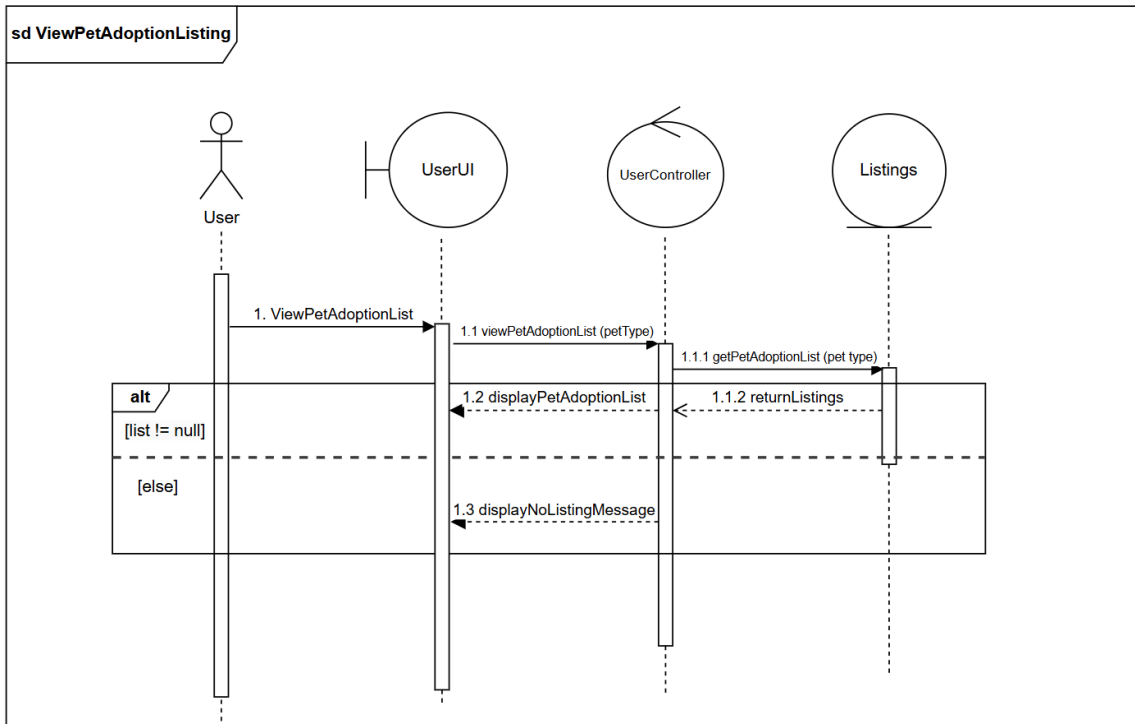 sd ViewPetAdoptionListing
User
UserUI
UserController
Listings
1. ViewPetAdoptionList
1.1 viewPetAdoptionList (petType)
1.1.1 getPetAdoptionList (pet type)
alt
1.2 displayPetAdoptionList
1.1.2 returnListings
[list != null]
[else]
1.3 displayNoListingMessage